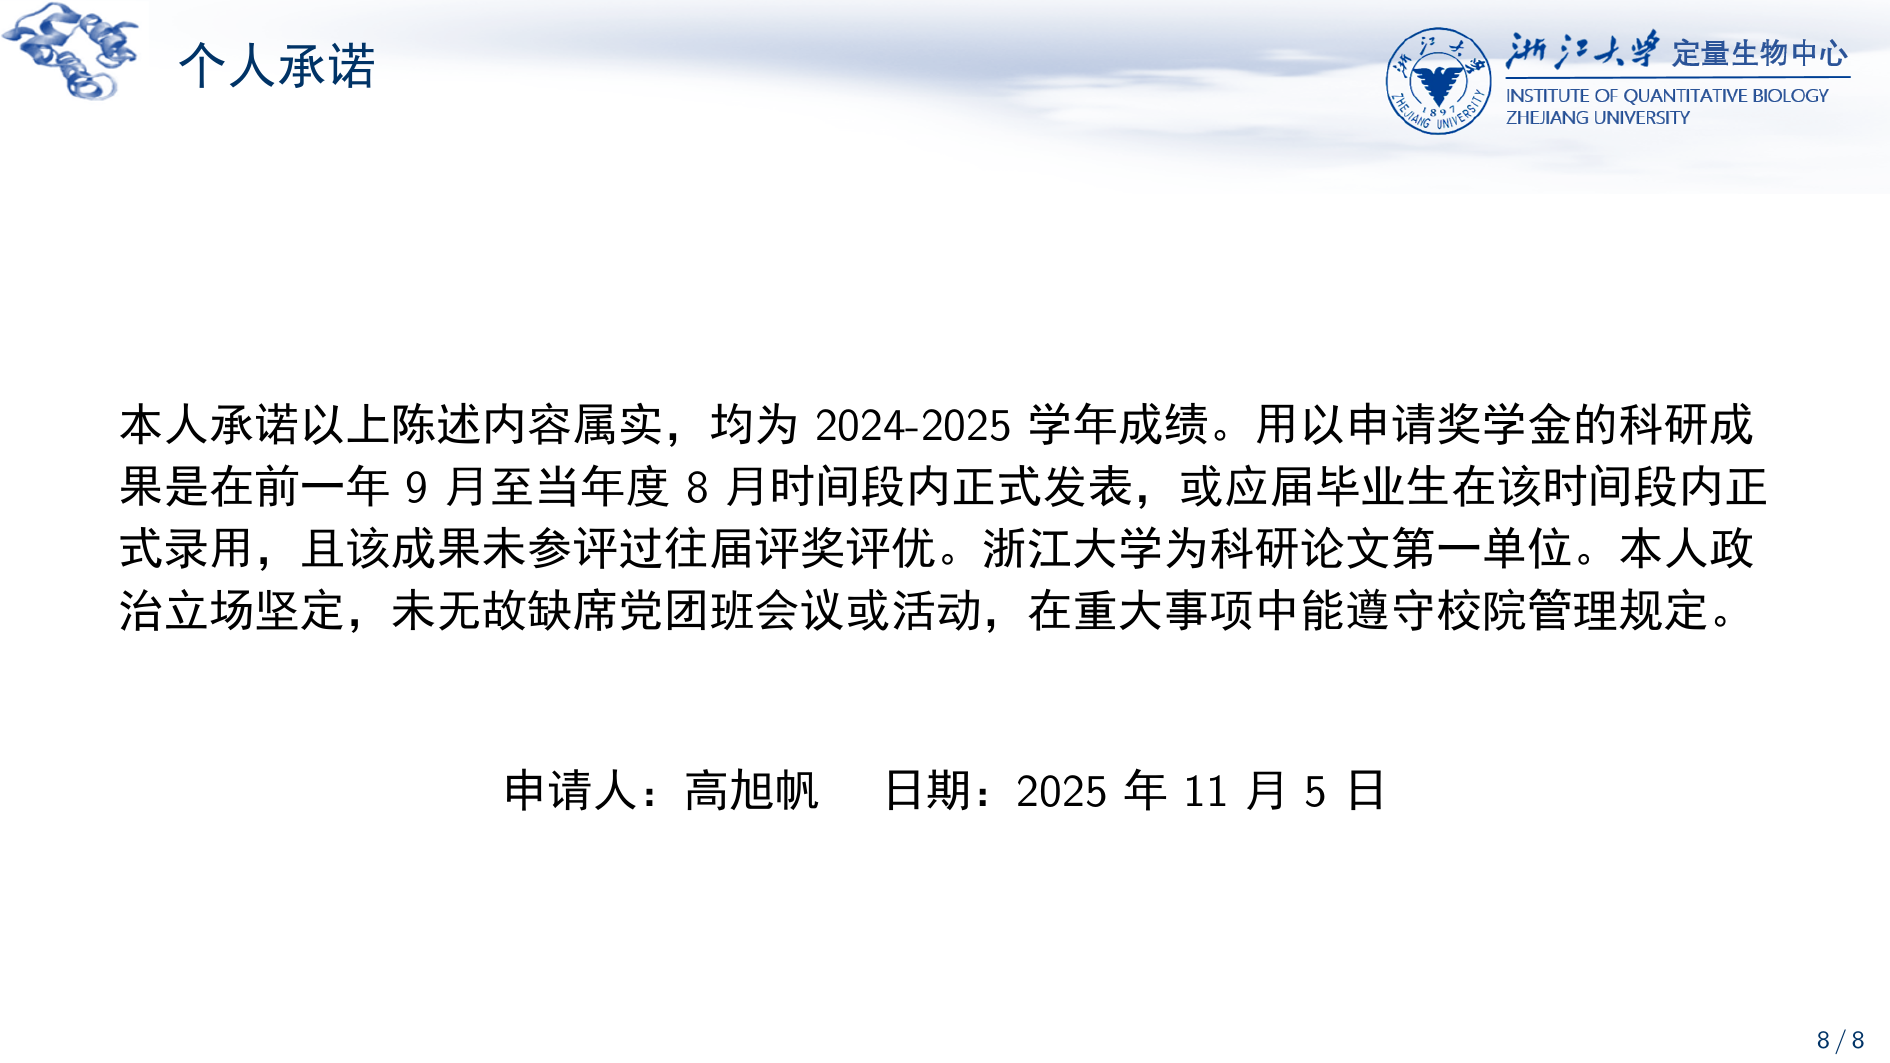 个人承诺
浙江大学 定量生物中心
INSTITUTE OF QUANTITATIVE BIOLOGY
ZHEJIANG UNIVERSITY
浙江大学
1897
ZHEJIANG UNIVERSITY
本人承诺以上陈述内容属实，均为 2024-2025 学年成绩。用以申请奖学金的科研成
果是在前一年 9 月至当年度 8 月时间段内正式发表，或应届毕业生在该时间段内正
式录用，且该成果未参评过往届评奖评优。浙江大学为科研论文第一单位。本人政
治立场坚定，未无故缺席党团班会议或活动，在重大事项中能遵守校院管理规定。
申请人：高旭帆 日期：2025 年 11 月 5 日
8 / 8